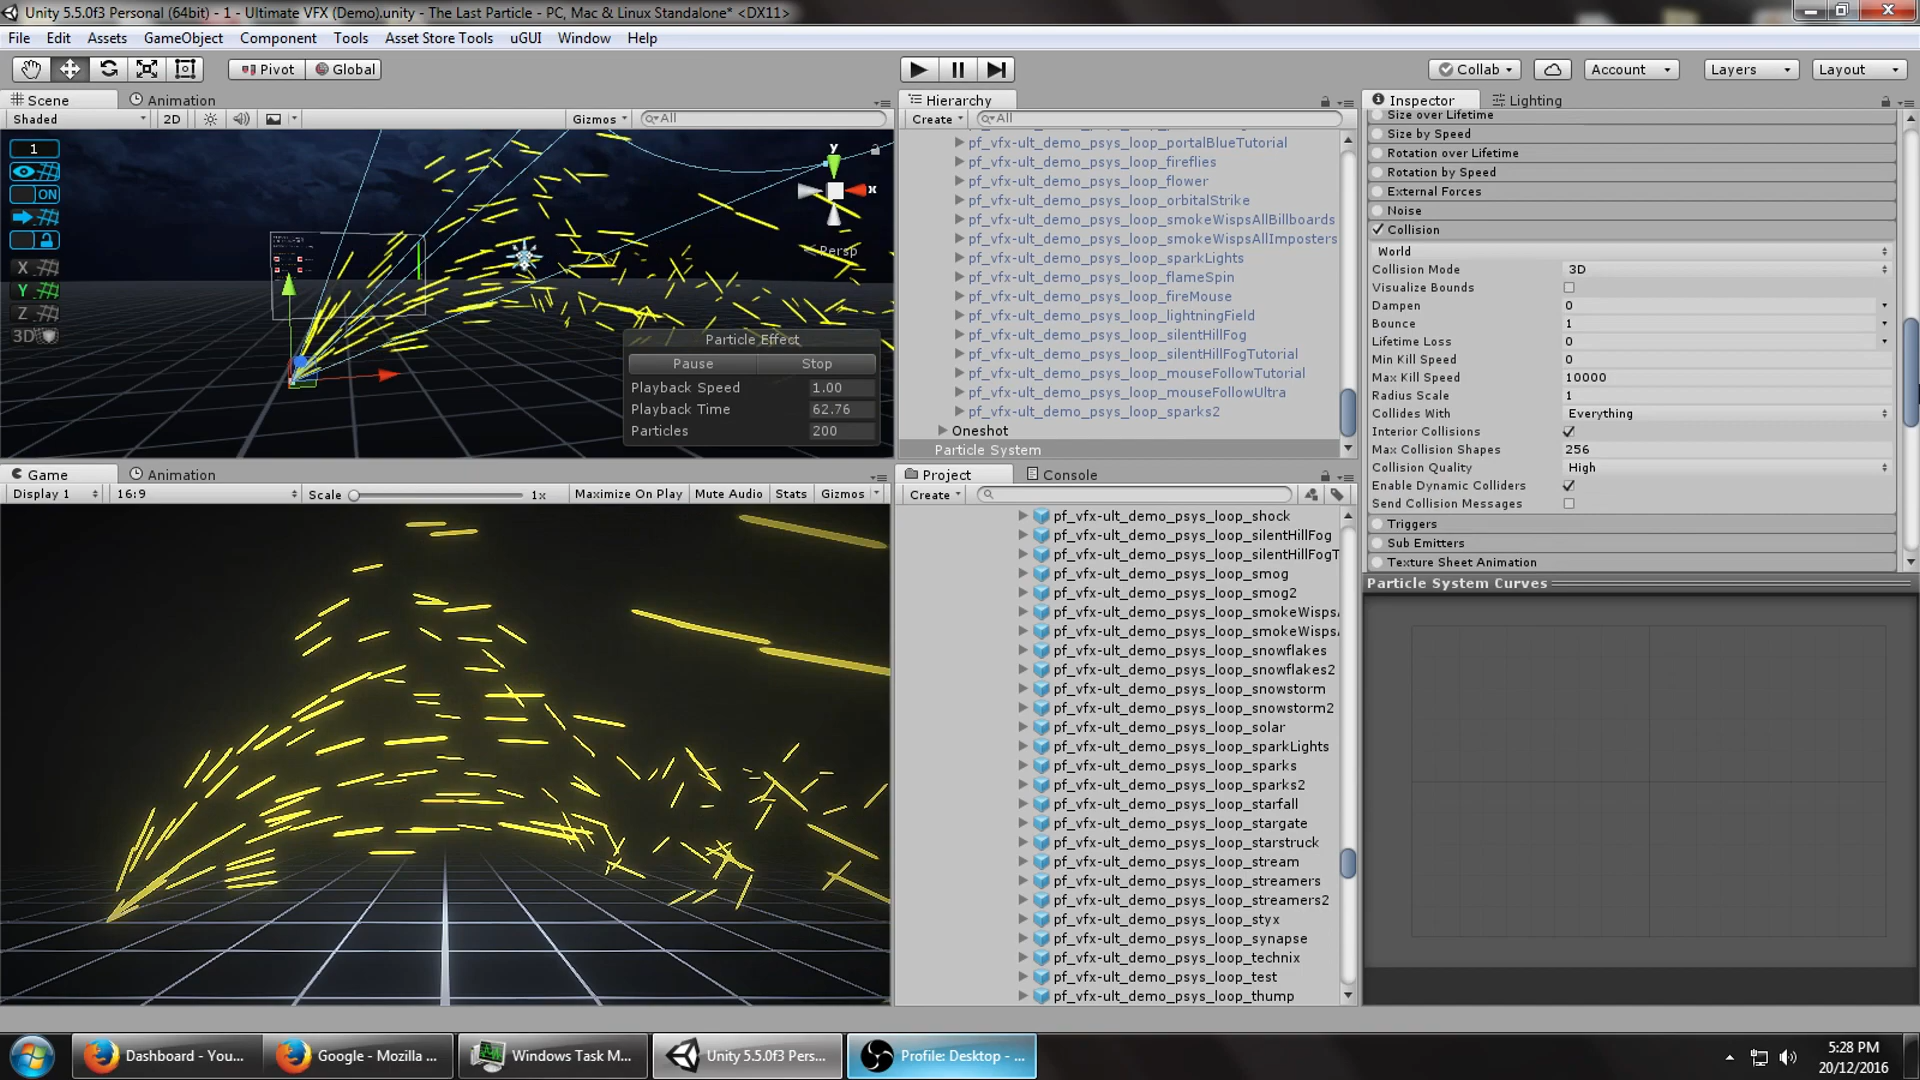 Unity 5.5.0f3 Personal (64bit) - 1 - Ultimate VFX (Demo).unity - The Last Particle - PC, Mac & Linux Standalone* <DX11>
File Edit Assets GameObject Component Tools Asset Store Tools uGUI Window Help
Pivot Global Collab Account Layers Layout
Scene Animation
Shaded 2D Gizmos All
1
ON
X
Y
Z
3D
y
x
Persp
Particle Effect
Pause Stop
Playback Speed 1.00
Playback Time 62.76
Particles 200
Hierarchy
Create All
pf_vfx-ult_demo_psys_loop_portalBlueTutorial
pf_vfx-ult_demo_psys_loop_fireflies
pf_vfx-ult_demo_psys_loop_flower
pf_vfx-ult_demo_psys_loop_orbitalStrike
pf_vfx-ult_demo_psys_loop_smokeWispsAllBillboards
pf_vfx-ult_demo_psys_loop_smokeWispsAllImposters
pf_vfx-ult_demo_psys_loop_sparkLights
pf_vfx-ult_demo_psys_loop_flameSpin
pf_vfx-ult_demo_psys_loop_fireMouse
pf_vfx-ult_demo_psys_loop_lightningField
pf_vfx-ult_demo_psys_loop_silentHillFog
pf_vfx-ult_demo_psys_loop_silentHillFogTutorial
pf_vfx-ult_demo_psys_loop_mouseFollowTutorial
pf_vfx-ult_demo_psys_loop_mouseFollowUltra
pf_vfx-ult_demo_psys_loop_sparks2
Oneshot
Particle System
Inspector Lighting
Size over Lifetime
Size by Speed
Rotation over Lifetime
Rotation by Speed
External Forces
Noise
Collision
World
Collision Mode 3D
Visualize Bounds
Dampen 0
Bounce 1
Lifetime Loss 0
Min Kill Speed 0
Max Kill Speed 10000
Radius Scale 1
Collides With Everything
Interior Collisions
Max Collision Shapes 256
Collision Quality High
Enable Dynamic Colliders
Send Collision Messages
Triggers
Sub Emitters
Texture Sheet Animation
Particle System Curves
Game Animation
Display 1 16:9 Scale 1x Maximize On Play Mute Audio Stats Gizmos
Project Console
Create
pf_vfx-ult_demo_psys_loop_shock
pf_vfx-ult_demo_psys_loop_silentHillFog
pf_vfx-ult_demo_psys_loop_silentHillFogT
pf_vfx-ult_demo_psys_loop_smog
pf_vfx-ult_demo_psys_loop_smog2
pf_vfx-ult_demo_psys_loop_smokeWisps
pf_vfx-ult_demo_psys_loop_smokeWisps
pf_vfx-ult_demo_psys_loop_snowflakes
pf_vfx-ult_demo_psys_loop_snowflakes2
pf_vfx-ult_demo_psys_loop_snowstorm
pf_vfx-ult_demo_psys_loop_snowstorm2
pf_vfx-ult_demo_psys_loop_solar
pf_vfx-ult_demo_psys_loop_sparkLights
pf_vfx-ult_demo_psys_loop_sparks
pf_vfx-ult_demo_psys_loop_sparks2
pf_vfx-ult_demo_psys_loop_starfall
pf_vfx-ult_demo_psys_loop_stargate
pf_vfx-ult_demo_psys_loop_starstruck
pf_vfx-ult_demo_psys_loop_stream
pf_vfx-ult_demo_psys_loop_streamers
pf_vfx-ult_demo_psys_loop_streamers2
pf_vfx-ult_demo_psys_loop_styx
pf_vfx-ult_demo_psys_loop_synapse
pf_vfx-ult_demo_psys_loop_technix
pf_vfx-ult_demo_psys_loop_test
pf_vfx-ult_demo_psys_loop_thump
Dashboard - You... Google - Mozilla ... Windows Task M... Unity 5.5.0f3 Pers... Profile: Desktop - ...
5:28 PM
20/12/2016